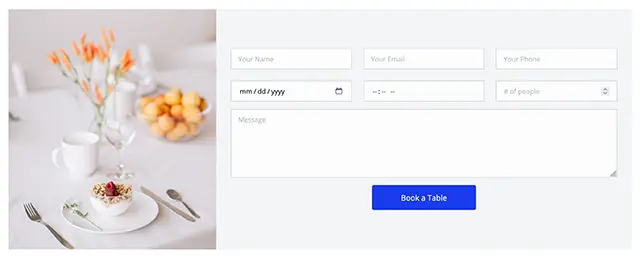 Your Name
Your Email
Your Phone
mm/dd/yyyy
--:-- --
# of people
Message
Book a Table